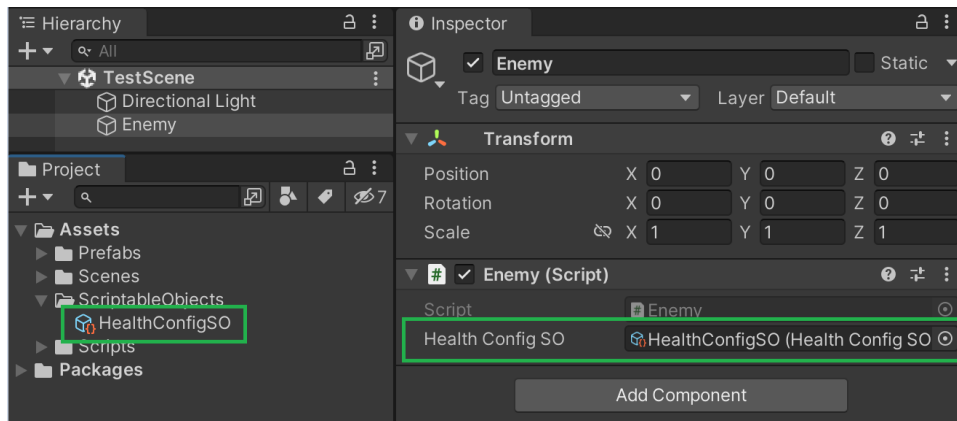 Hierarchy
All
TestScene
Directional Light
Enemy
Project
7
Assets
Prefabs
Scenes
ScriptableObjects
HealthConfigSO
Scripts
Packages
Inspector
Enemy
Static
Tag Untagged Layer Default
Transform
Position X 0 Y 0 Z 0
Rotation X 0 Y 0 Z 0
Scale X 1 Y 1 Z 1
# Enemy (Script)
Script # Enemy
Health Config SO HealthConfigSO (Health Config SO
Add Component